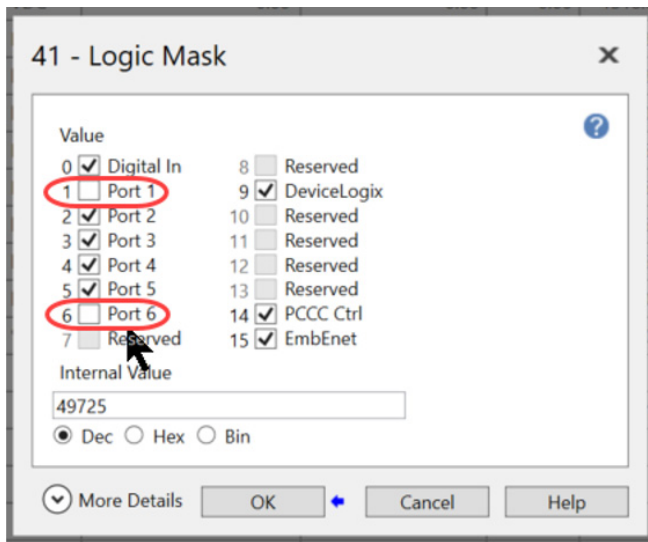 41 - Logic Mask
Value
0 Digital In
1 Port 1
2 Port 2
3 Port 3
4 Port 4
5 Port 5
6 Port 6
7 Reserved
8 Reserved
9 DeviceLogix
10 Reserved
11 Reserved
12 Reserved
13 Reserved
14 PCCC Ctrl
15 EmbEnet
Internal Value
49725
Dec Hex Bin
More Details OK Cancel Help